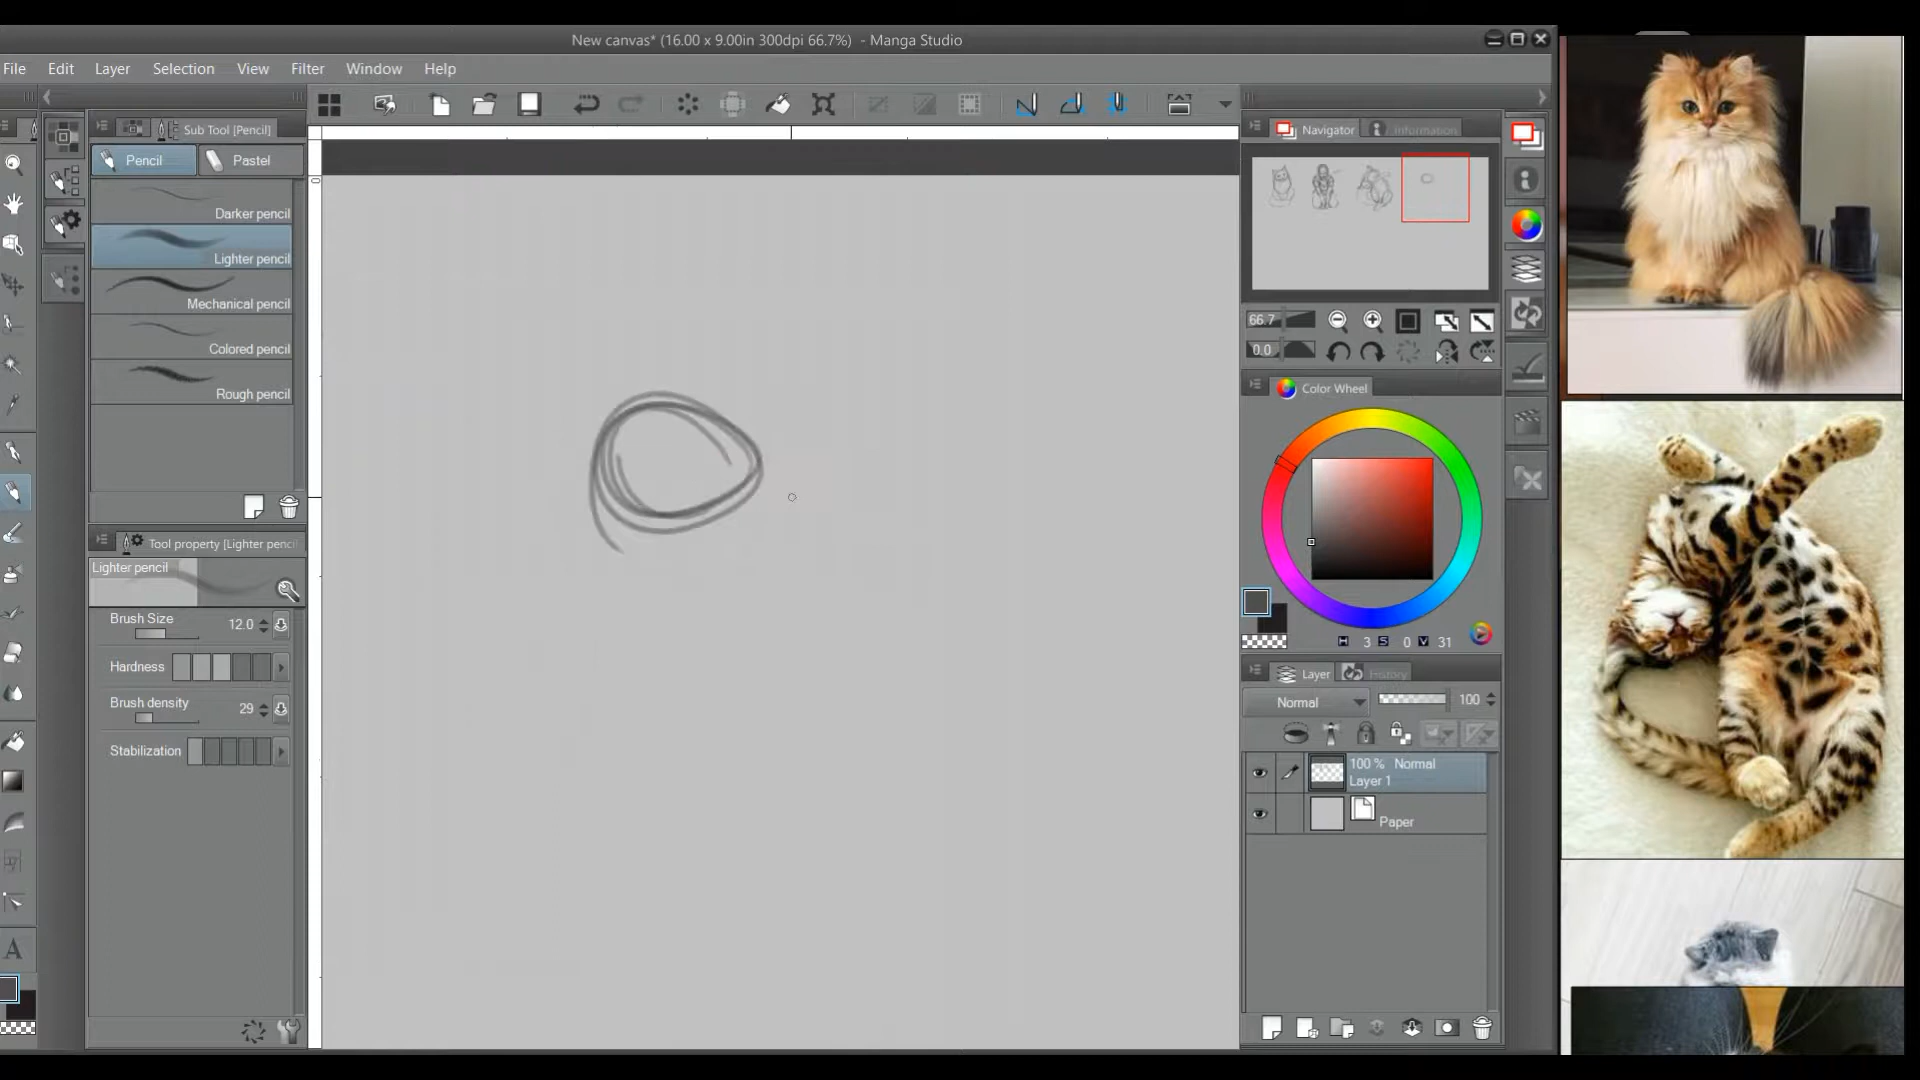 New canvas* (16.00 x 9.00in 300dpi 66.7%) - Manga Studio
File Edit Layer Selection View Filter Window Help
Sub Tool [Pencil]
Pencil Pastel
Darker pencil
Lighter pencil
Mechanical pencil
Colored pencil
Rough pencil
Tool property [Lighter pencil
Lighter pencil
Brush Size 12.0
Hardness
Brush density 29
Stabilization
A
0
Navigator Information
66.7
0.0
Color Wheel
H 3 S 0 V 31
Layer History
Normal 100
100 % Normal
Layer 1
Paper